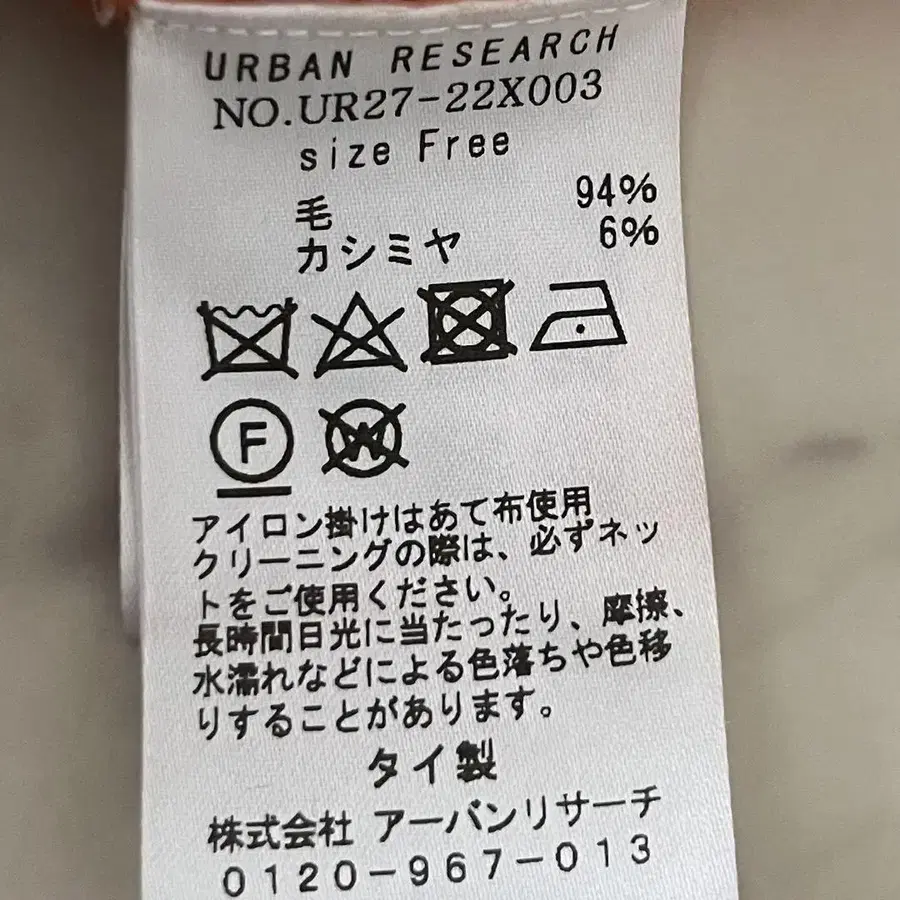 URBAN RESEARCH
NO.UR27-22X003
size Free
毛 94%
カシミヤ 6%
F W
アイロン掛けはあて布使用
クリーニングの際は、必ずネッ
トをご使用ください。
長時間日光に当たったり、摩擦、
水濡れなどによる色落ちや色移
りすることがあります。
タイ製
株式会社 アーバンリサーチ
0120-967-013